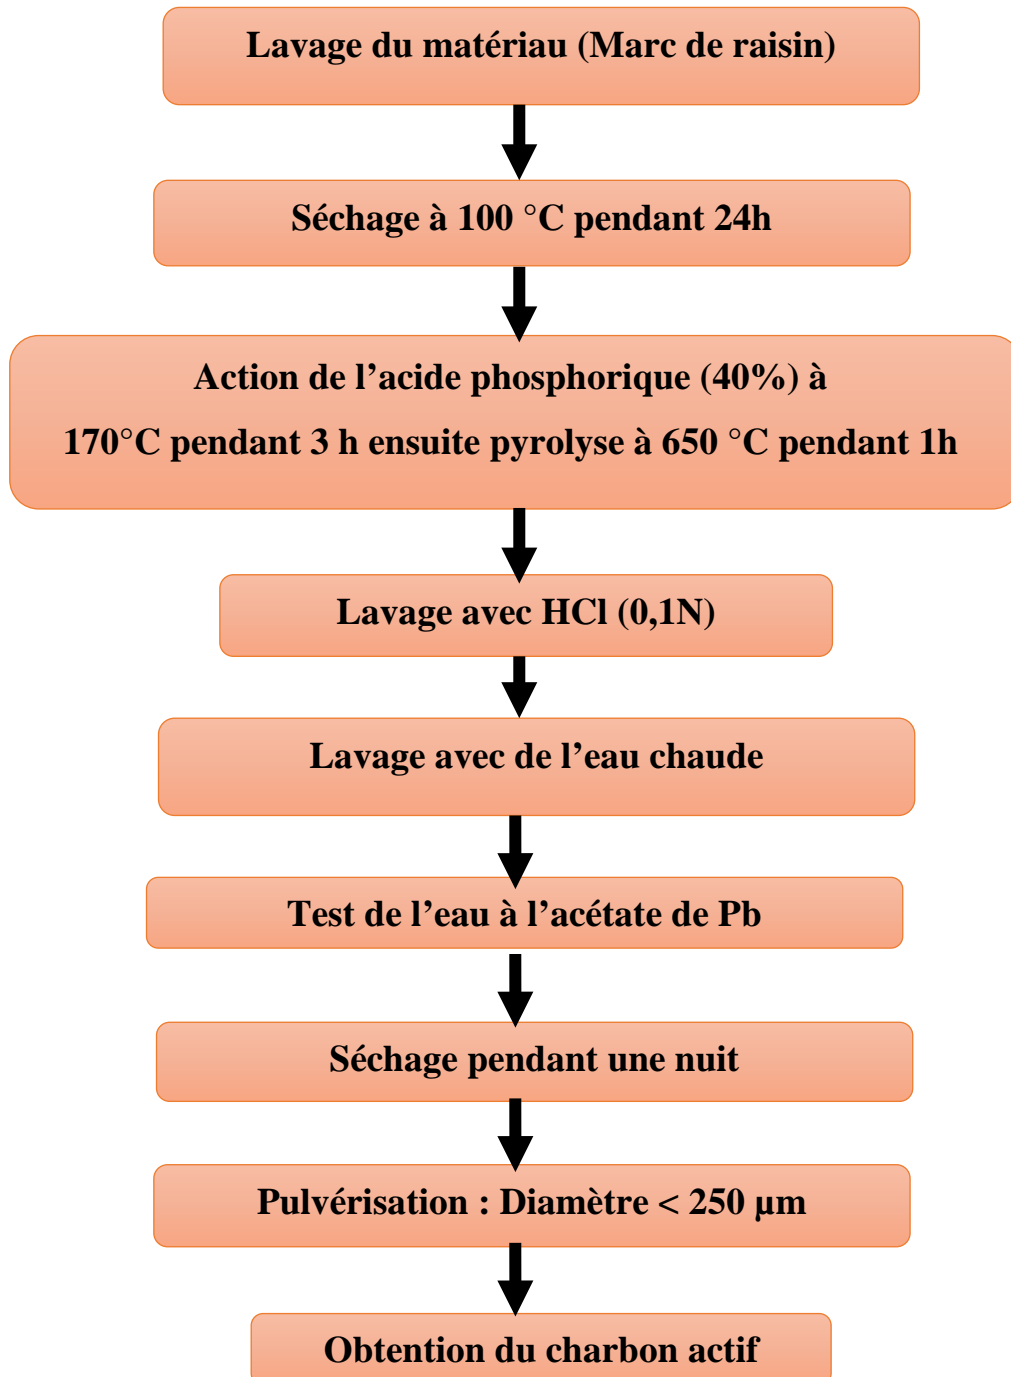 Lavage du matériau (Marc de raisin)
Séchage à 100 °C pendant 24h
Action de l’acide phosphorique (40%) à
170°C pendant 3 h ensuite pyrolyse à 650 °C pendant 1h
Lavage avec HCl (0,1N)
Lavage avec de l’eau chaude
Test de l’eau à l’acétate de Pb
Séchage pendant une nuit
Pulvérisation : Diamètre < 250 µm
Obtention du charbon actif